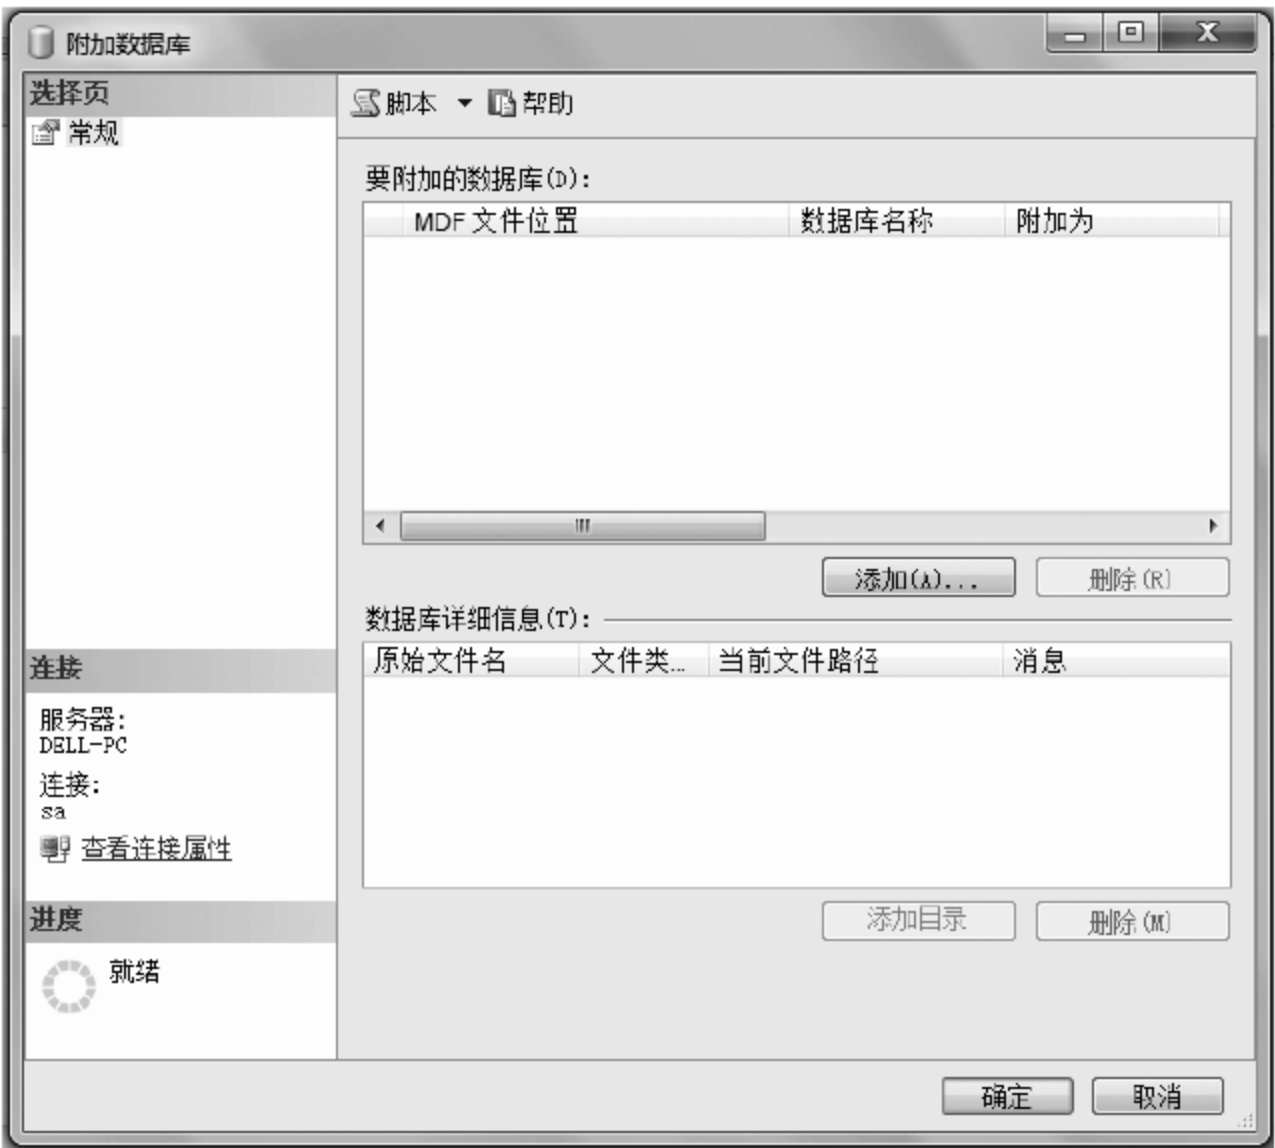 附加数据库
选择页
常规
脚本 帮助
要附加的数据库(D):
MDF 文件位置 数据库名称 附加为
添加(A)... 删除(R)
数据库详细信息(T):
原始文件名 文件类... 当前文件路径 消息
添加目录 删除(M)
连接
服务器:
DELL-PC
连接:
sa
查看连接属性
进度
就绪
确定 取消